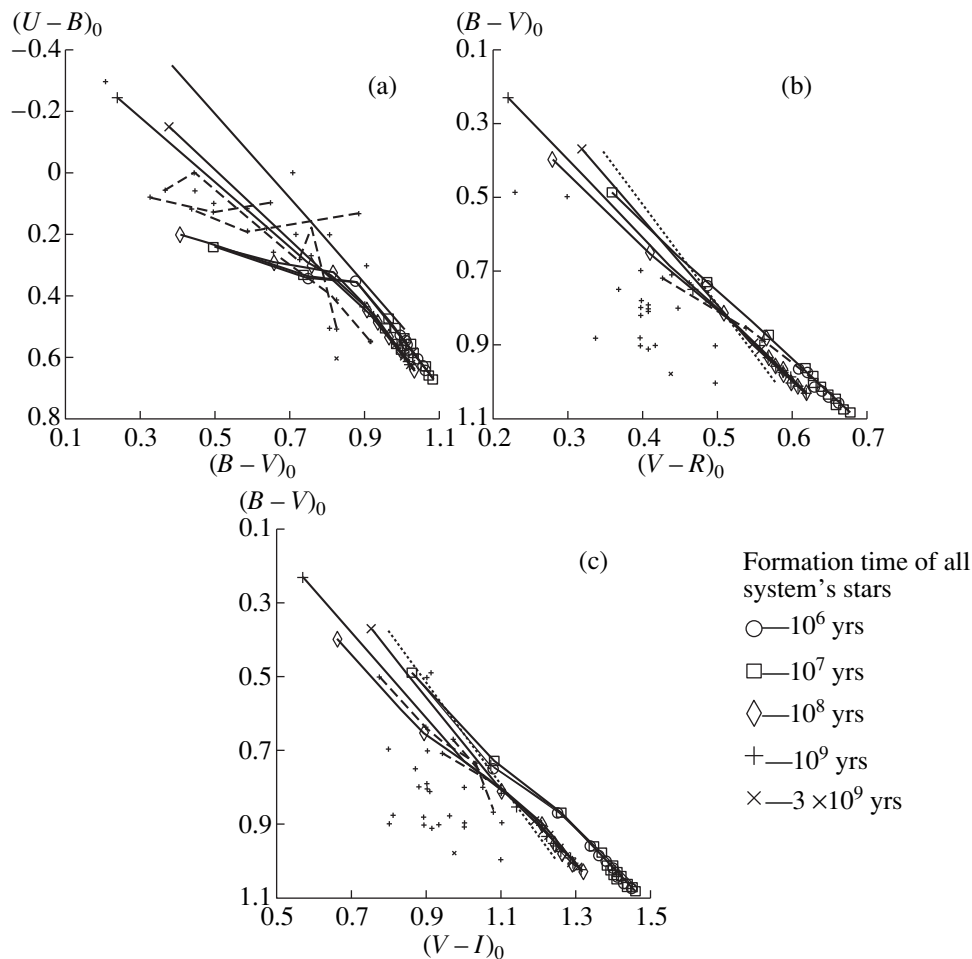 (U – B)0
–0.4
–0.2
0
0.2
0.4
0.6
0.8
0.1 0.3 0.5 0.7 0.9 1.1
(B – V)0
(a)
(B – V)0
0.1
0.3
0.5
0.7
0.9
1.1
0.2 0.3 0.4 0.5 0.6 0.7
(V – R)0
(b)
(B – V)0
0.1
0.3
0.5
0.7
0.9
1.1
0.5 0.7 0.9 1.1 1.3 1.5
(V – I)0
(c)
Formation time of all
system's stars
—10^6 yrs
—10^7 yrs
—10^8 yrs
—10^9 yrs
—3 ×10^9 yrs